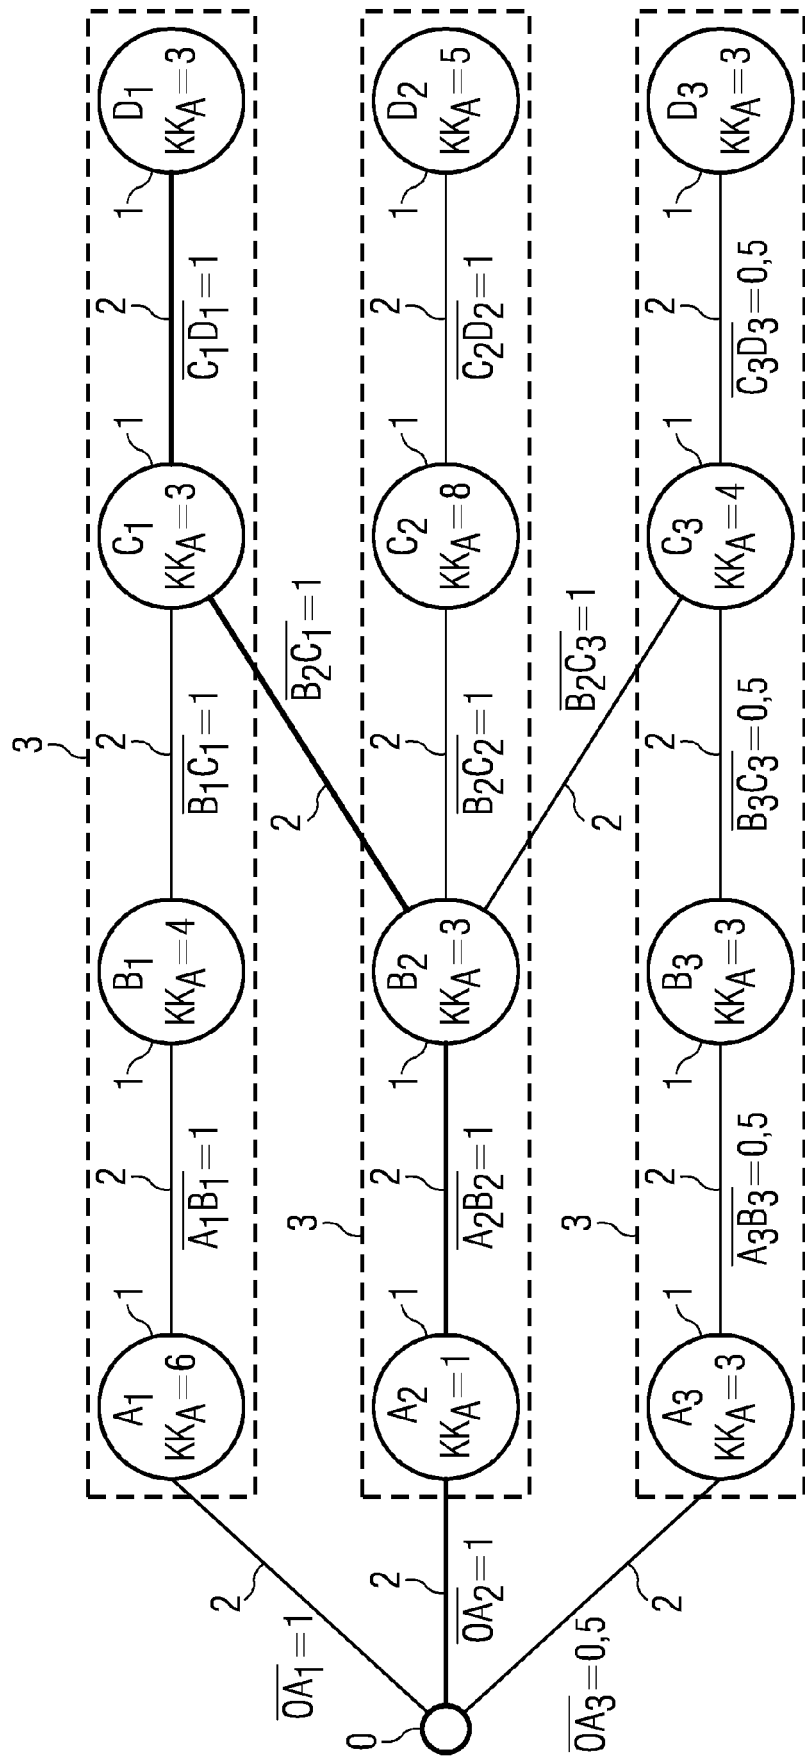 3
A1
KKA=6
1
2
A1B1=1
1
B1
KKA=4
2
B1C1=1
1
C1
KKA=3
2
C1D1=1
1
D1
KKA=3
2
OA1=1
2
B2C1=1
0
2
OA2=1
3
A2
KKA=1
1
2
A2B2=1
1
B2
KKA=3
2
B2C2=1
1
C2
KKA=8
2
C2D2=1
1
D2
KKA=5
2
OA3=0,5
2
B2C3=1
3
A3
KKA=3
1
2
A3B3=0,5
1
B3
KKA=3
2
B3C3=0,5
1
C3
KKA=4
2
C3D3=0,5
1
D3
KKA=3